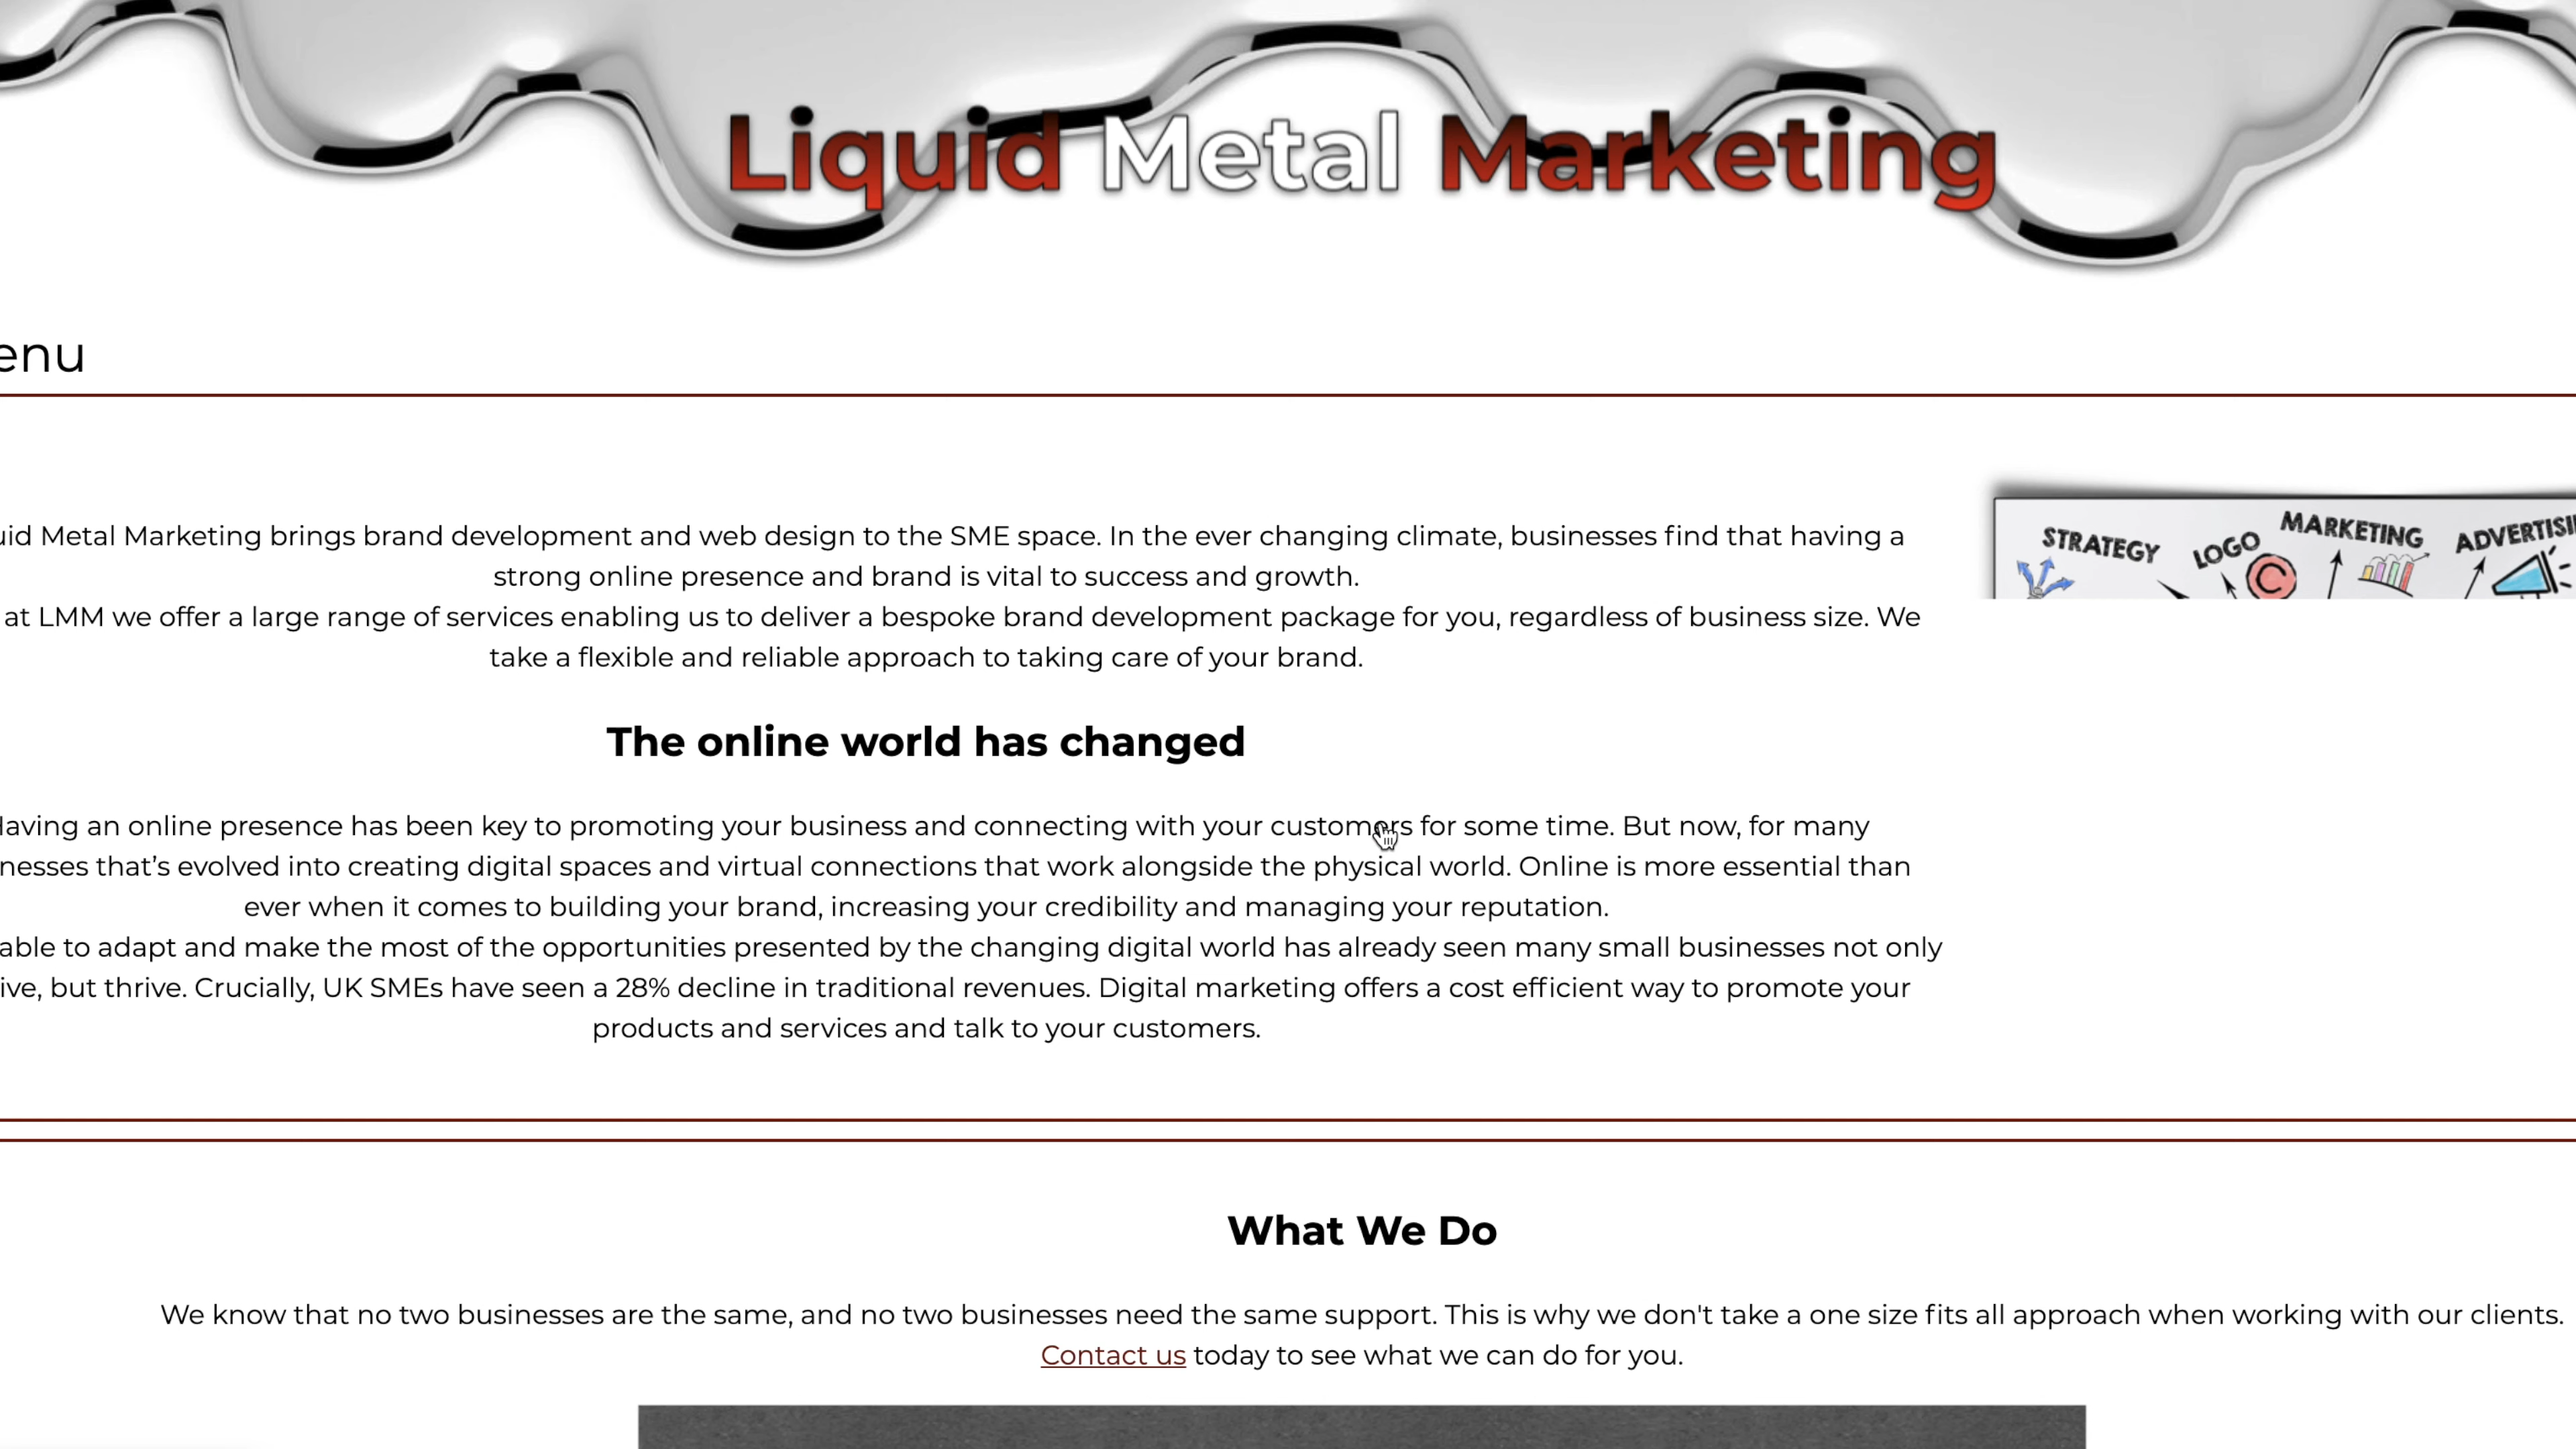 Liquid Metal Marketing
enu
uid Metal Marketing brings brand development and web design to the SME space. In the ever changing climate, businesses find that having a
strong online presence and brand is vital to success and growth.
at LMM we offer a large range of services enabling us to deliver a bespoke brand development package for you, regardless of business size. We
take a flexible and reliable approach to taking care of your brand.
STRATEGY LOGO MARKETING ADVERTISI
The online world has changed
aving an online presence has been key to promoting your business and connecting with your customers for some time. But now, for many
nesses that’s evolved into creating digital spaces and virtual connections that work alongside the physical world. Online is more essential than
ever when it comes to building your brand, increasing your credibility and managing your reputation.
able to adapt and make the most of the opportunities presented by the changing digital world has already seen many small businesses not only
ive, but thrive. Crucially, UK SMEs have seen a 28% decline in traditional revenues. Digital marketing offers a cost efficient way to promote your
products and services and talk to your customers.
What We Do
We know that no two businesses are the same, and no two businesses need the same support. This is why we don't take a one size fits all approach when working with our clients.
Contact us today to see what we can do for you.